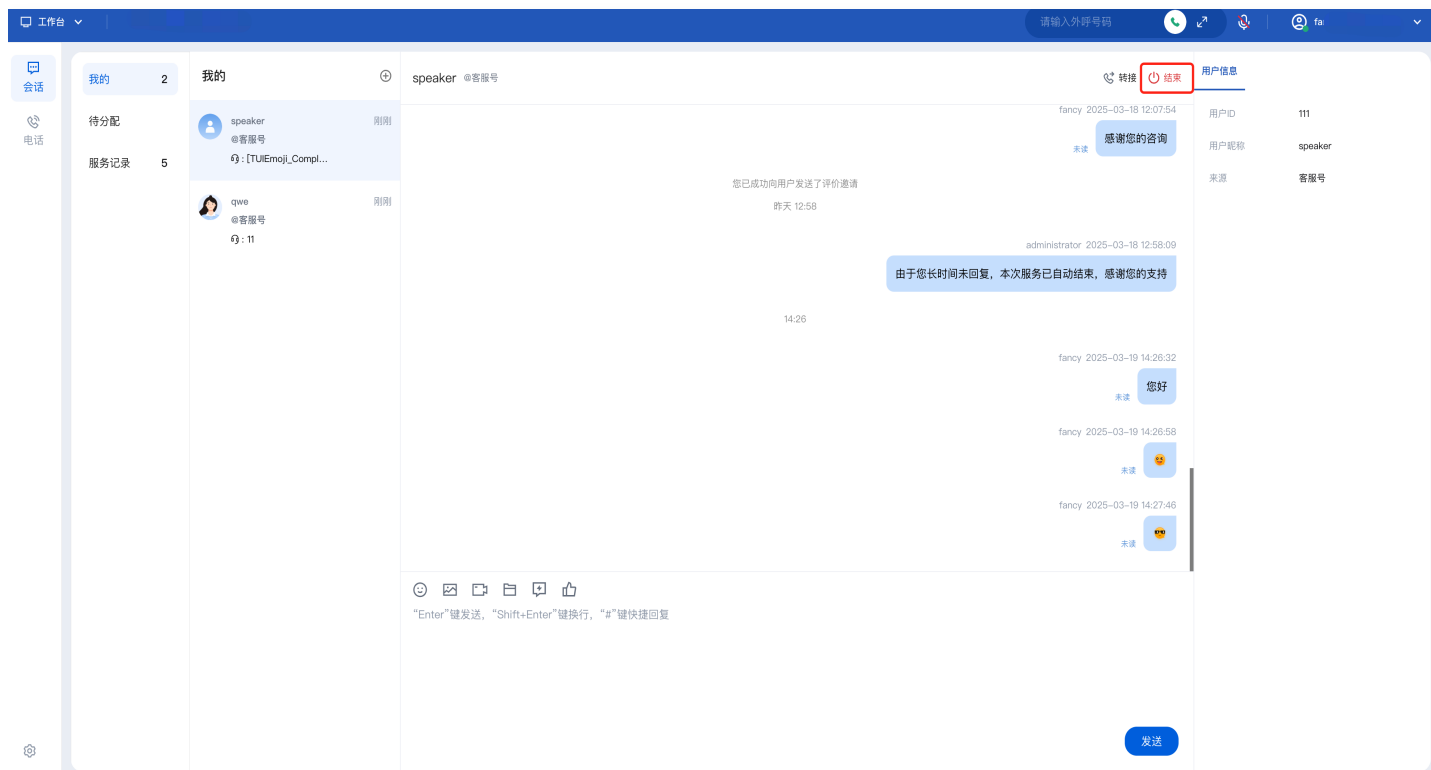 工作台
请输入外呼号码
fa
会话
电话
我的 2
待分配
服务记录 5
我的
speaker 刚刚
@客服号
: [TUIEmoji_Compl...
qwe 刚刚
@客服号
: 11
speaker @客服号
转接 结束
fancy 2025-03-18 12:07:54
感谢您的咨询
未读
您已成功向用户发送了评价邀请
昨天 12:58
administrator 2025-03-18 12:58:09
由于您长时间未回复，本次服务已自动结束，感谢您的支持
14:26
fancy 2025-03-19 14:26:32
您好
未读
fancy 2025-03-19 14:26:58
未读
fancy 2025-03-19 14:27:46
未读
“Enter”键发送，“Shift+Enter”键换行，“#”键快捷回复
发送
用户信息
用户ID 111
用户昵称 speaker
来源 客服号